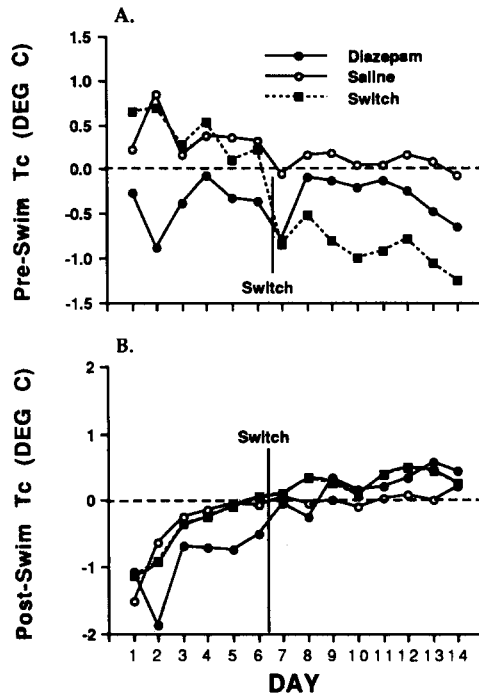 A.
Pre-Swim Tc (DEG C)
1.5
1.0
0.5
0.0
-0.5
-1.0
-1.5
Diazepam
Saline
Switch
Switch
B.
Post-Swim Tc (DEG C)
2
1
0
-1
-2
Switch
1 2 3 4 5 6 7 8 9 10 11 12 13 14
DAY